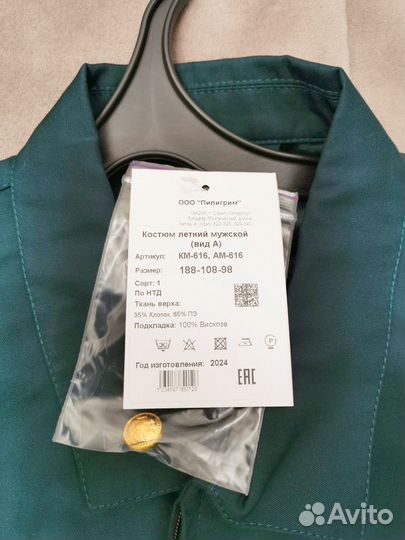 ООО "Пилигрим"
Костюм летний мужской
(вид А)
Артикул: КМ-616, АМ-616
Размер: 188-108-98
Сорт: 1
По НТД
Ткань верха:
35% Хлопок, 65% ПЭ
Подкладка: 100% Вискоза
P
Год изготовления: 2024
EAC
Avito